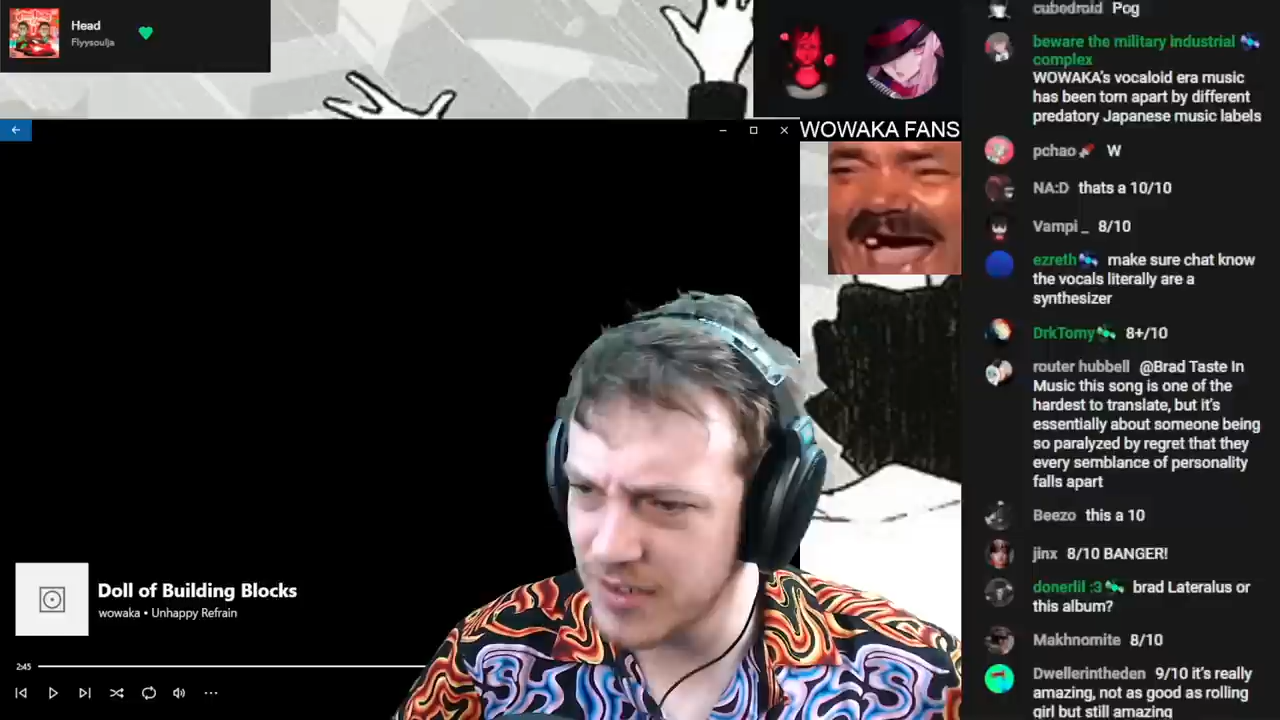 Head
Flyysoulja
WOWAKA FANS
Doll of Building Blocks
wowaka • Unhappy Refrain
2:45
cubedroid Pog
beware the military industrial
complex
WOWAKA's vocaloid era music
has been torn apart by different
predatory Japanese music labels
pchao W
NA:D thats a 10/10
Vampi_ 8/10
ezreth make sure chat know
the vocals literally are a
synthesizer
DrkTomy 8+/10
router hubbell @Brad Taste In
Music this song is one of the
hardest to translate, but it's
essentially about someone being
so paralyzed by regret that they
every semblance of personality
falls apart
Beezo this a 10
jinx 8/10 BANGER!
donerlil :3 brad Lateralus or
this album?
Makhnomite 8/10
Dwellerintheden 9/10 it's really
amazing, not as good as rolling
girl but still amazing